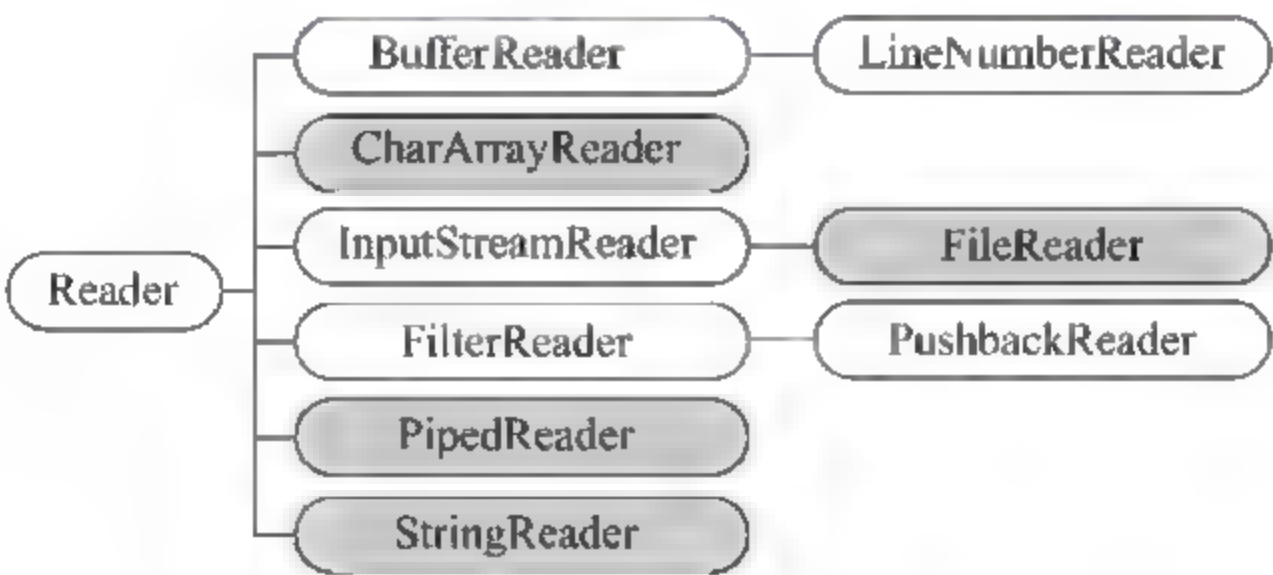 BufferReader LineNumberReader
CharArrayReader
InputStreamReader FileReader
Reader
FilterReader PushbackReader
PipedReader
StringReader